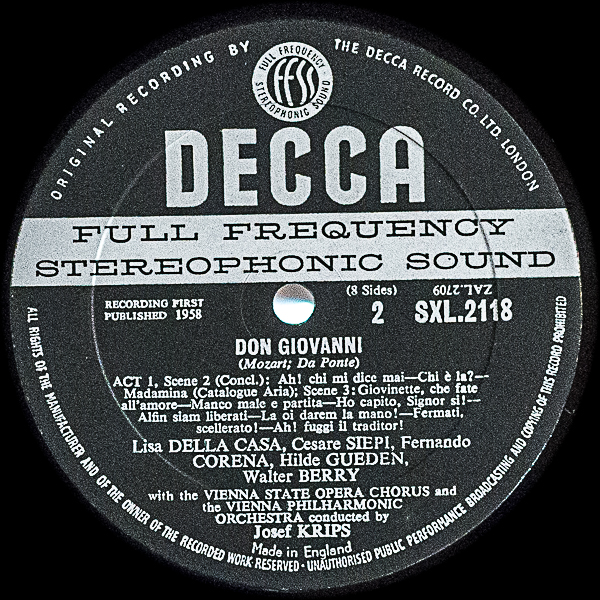 ORIGINAL RECORDING BY
THE DECCA RECORD CO. LTD. LONDON
FULL FREQUENCY
ffss
STEREOPHONIC SOUND
DECCA
FULL FREQUENCY
STEREOPHONIC SOUND
RECORDING FIRST
PUBLISHED 1958
(8 Sides)
ZAL.2709
2
SXL.2118
DON GIOVANNI
(Mozart; Da Ponte)
ACT 1, Scene 2 (Concl.): Ah! chi mi dice mai—Chi è la?—
Madamina (Catalogue Aria); Scene 3: Giovinette, che fate
all'amore—Manco male e partita—Ho capito, Signor si!—
Alfin siam liberati—La ci darem la mano!—Fermati,
scellerato!—Ah! fuggi il traditor!
Lisa DELLA CASA, Cesare SIEPI, Fernando
CORENA, Hilde GUEDEN,
Walter BERRY
with the VIENNA STATE OPERA CHORUS and
the VIENNA PHILHARMONIC
ORCHESTRA conducted by
Josef KRIPS
Made in England
ALL RIGHTS OF THE MANUFACTURER AND OF THE OWNER OF THE RECORDED WORK RESERVED · UNAUTHORISED PUBLIC PERFORMANCE BROADCASTING AND COPYING OF THIS RECORD PROHIBITED